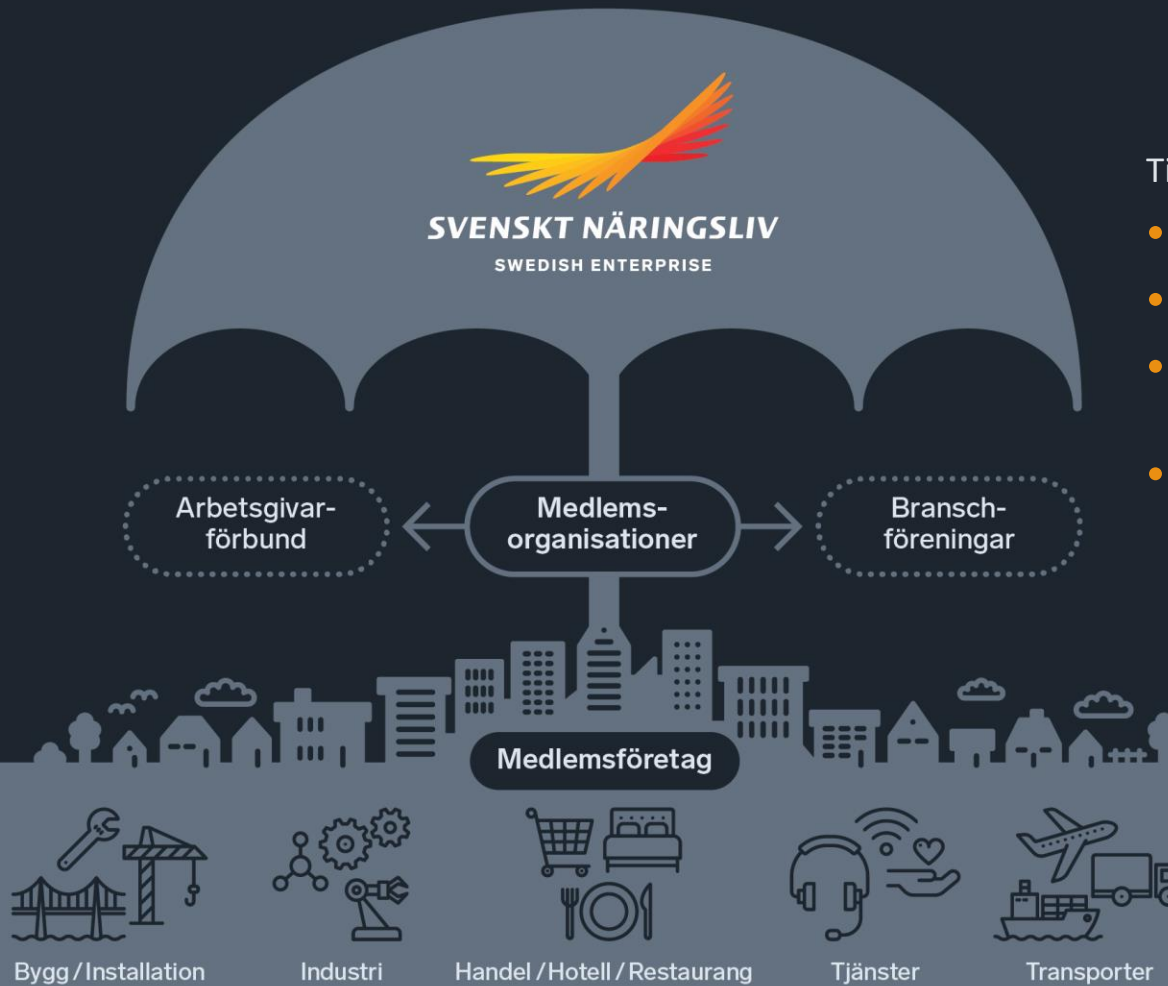 SVENSKT NÄRINGSLIV
SWEDISH ENTERPRISE
Ti
Arbetsgivar-
förbund
Medlems-
organisationer
Bransch-
föreningar
Medlemsföretag
Bygg/Installation
Industri
Handel/Hotell/Restaurang
Tjänster
Transporter